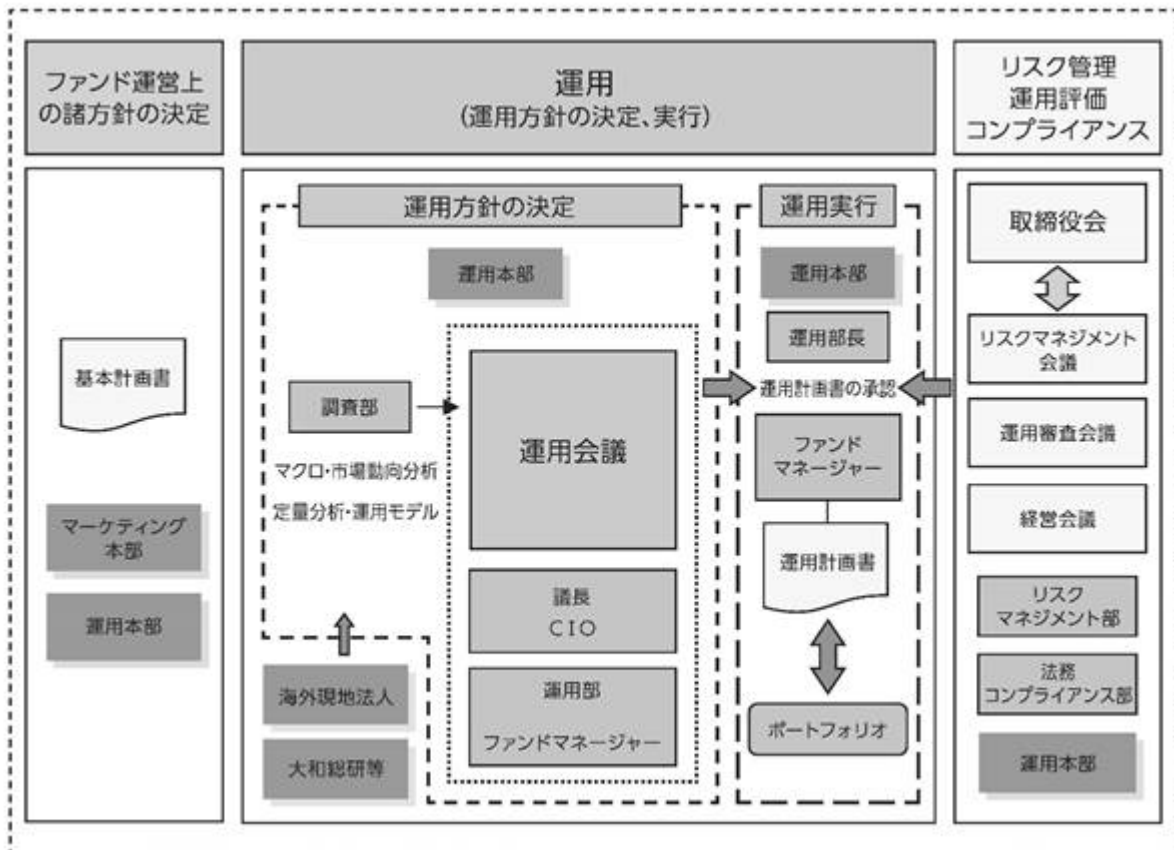 ファンド運営上
の諸方針の決定
運用
(運用方針の決定、実行)
リスク管理
運用評価
コンプライアンス
基本計画書
マーケティング
本部
運用本部
運用方針の決定
運用本部
調査部
マクロ・市場動向分析
定量分析・運用モデル
運用会議
議長
CIO
運用部
ファンドマネージャー
海外現地法人
大和総研等
運用実行
運用本部
運用部長
運用計画書の承認
ファンド
マネージャー
運用計画書
ポートフォリオ
取締役会
リスクマネジメント
会議
運用審査会議
経営会議
リスク
マネジメント部
法務
コンプライアンス部
運用本部